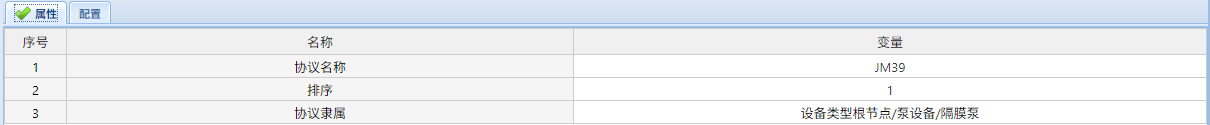 属性 配置
序号 名称 变量
1 协议名称 JM39
2 排序 1
3 协议隶属 设备类型根节点/泵设备/隔膜泵